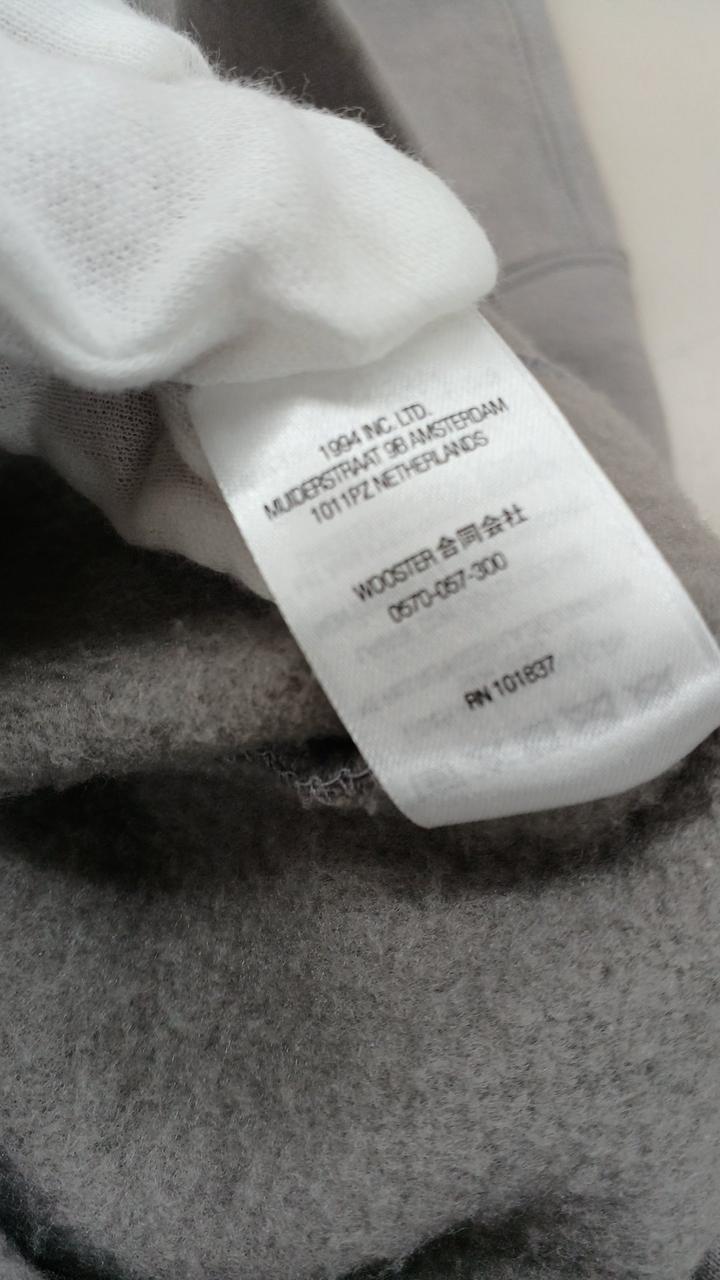 1994 INC. LTD.
MUIDERSTRAAT 9B AMSTERDAM
1011PZ NETHERLANDS
WOOSTER 合同会社
0570-057-300
RN 101837